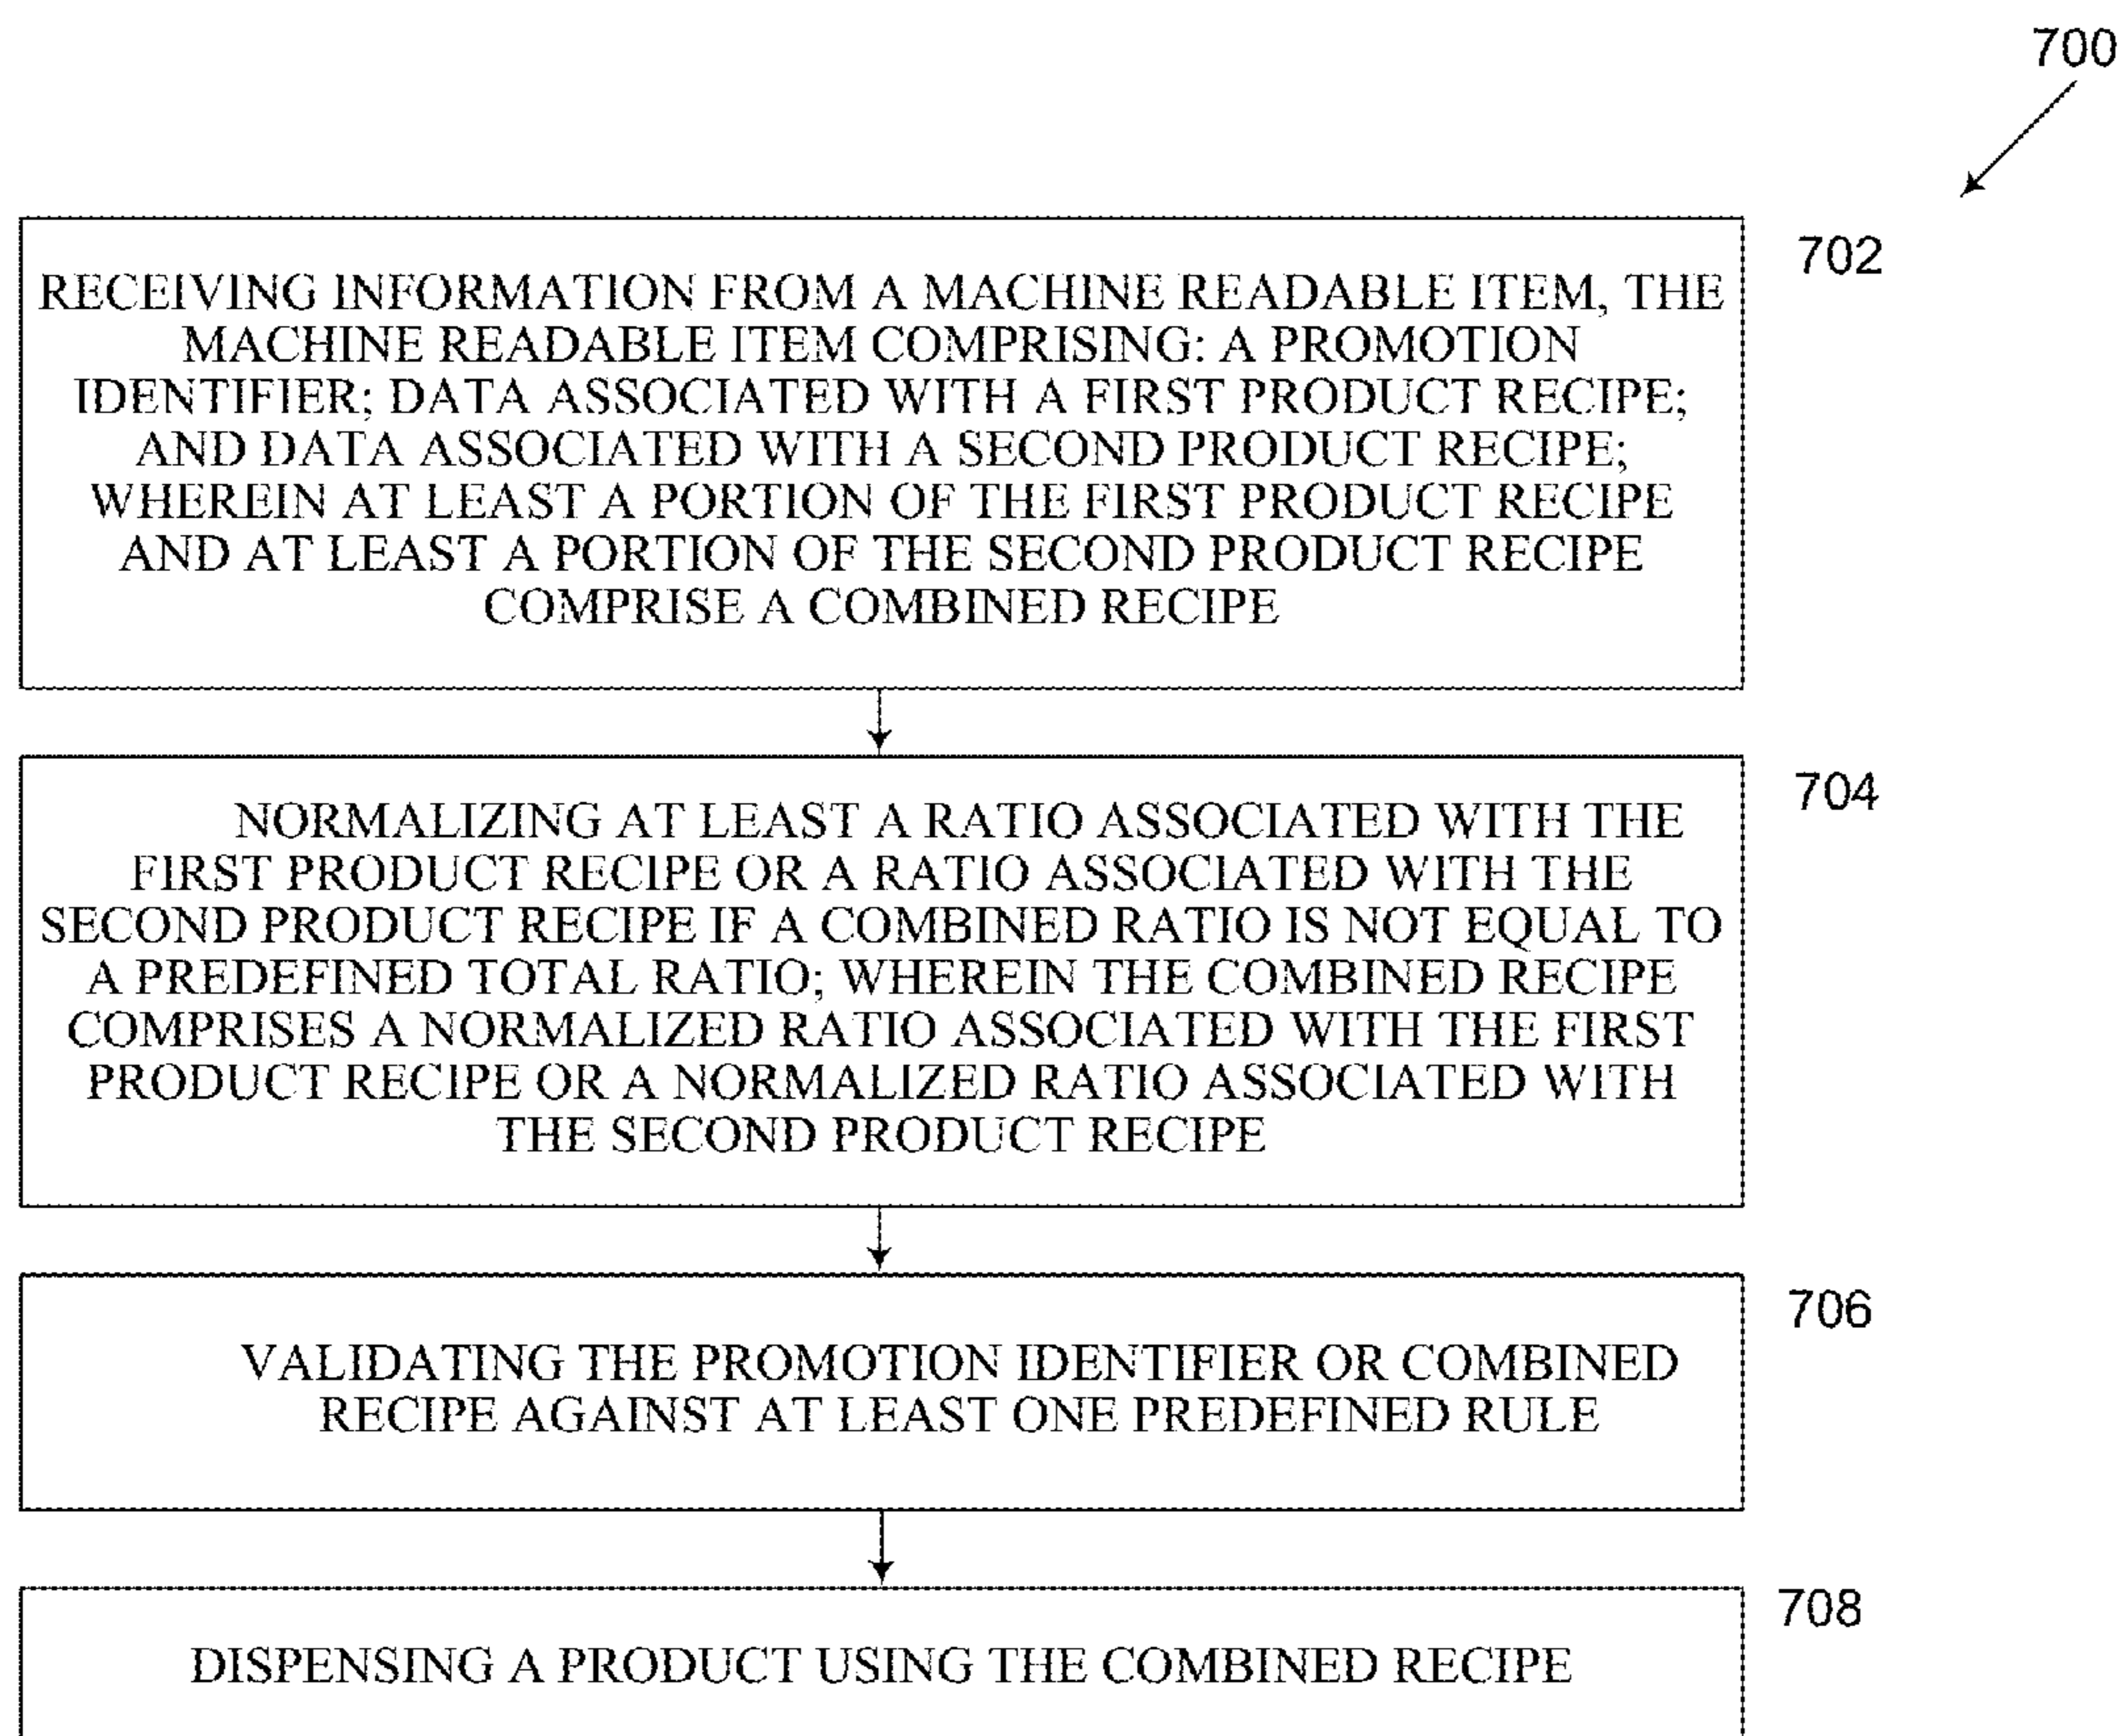 700
702
RECEIVING INFORMATION FROM A MACHINE READABLE ITEM, THE
MACHINE READABLE ITEM COMPRISING: A PROMOTION
IDENTIFIER; DATA ASSOCIATED WITH A FIRST PRODUCT RECIPE;
AND DATA ASSOCIATED WITH A SECOND PRODUCT RECIPE;
WHEREIN AT LEAST A PORTION OF THE FIRST PRODUCT RECIPE
AND AT LEAST A PORTION OF THE SECOND PRODUCT RECIPE
COMPRISE A COMBINED RECIPE
704
NORMALIZING AT LEAST A RATIO ASSOCIATED WITH THE
FIRST PRODUCT RECIPE OR A RATIO ASSOCIATED WITH THE
SECOND PRODUCT RECIPE IF A COMBINED RATIO IS NOT EQUAL TO
A PREDEFINED TOTAL RATIO; WHEREIN THE COMBINED RECIPE
COMPRISES A NORMALIZED RATIO ASSOCIATED WITH THE FIRST
PRODUCT RECIPE OR A NORMALIZED RATIO ASSOCIATED WITH
THE SECOND PRODUCT RECIPE
706
VALIDATING THE PROMOTION IDENTIFIER OR COMBINED
RECIPE AGAINST AT LEAST ONE PREDEFINED RULE
708
DISPENSING A PRODUCT USING THE COMBINED RECIPE